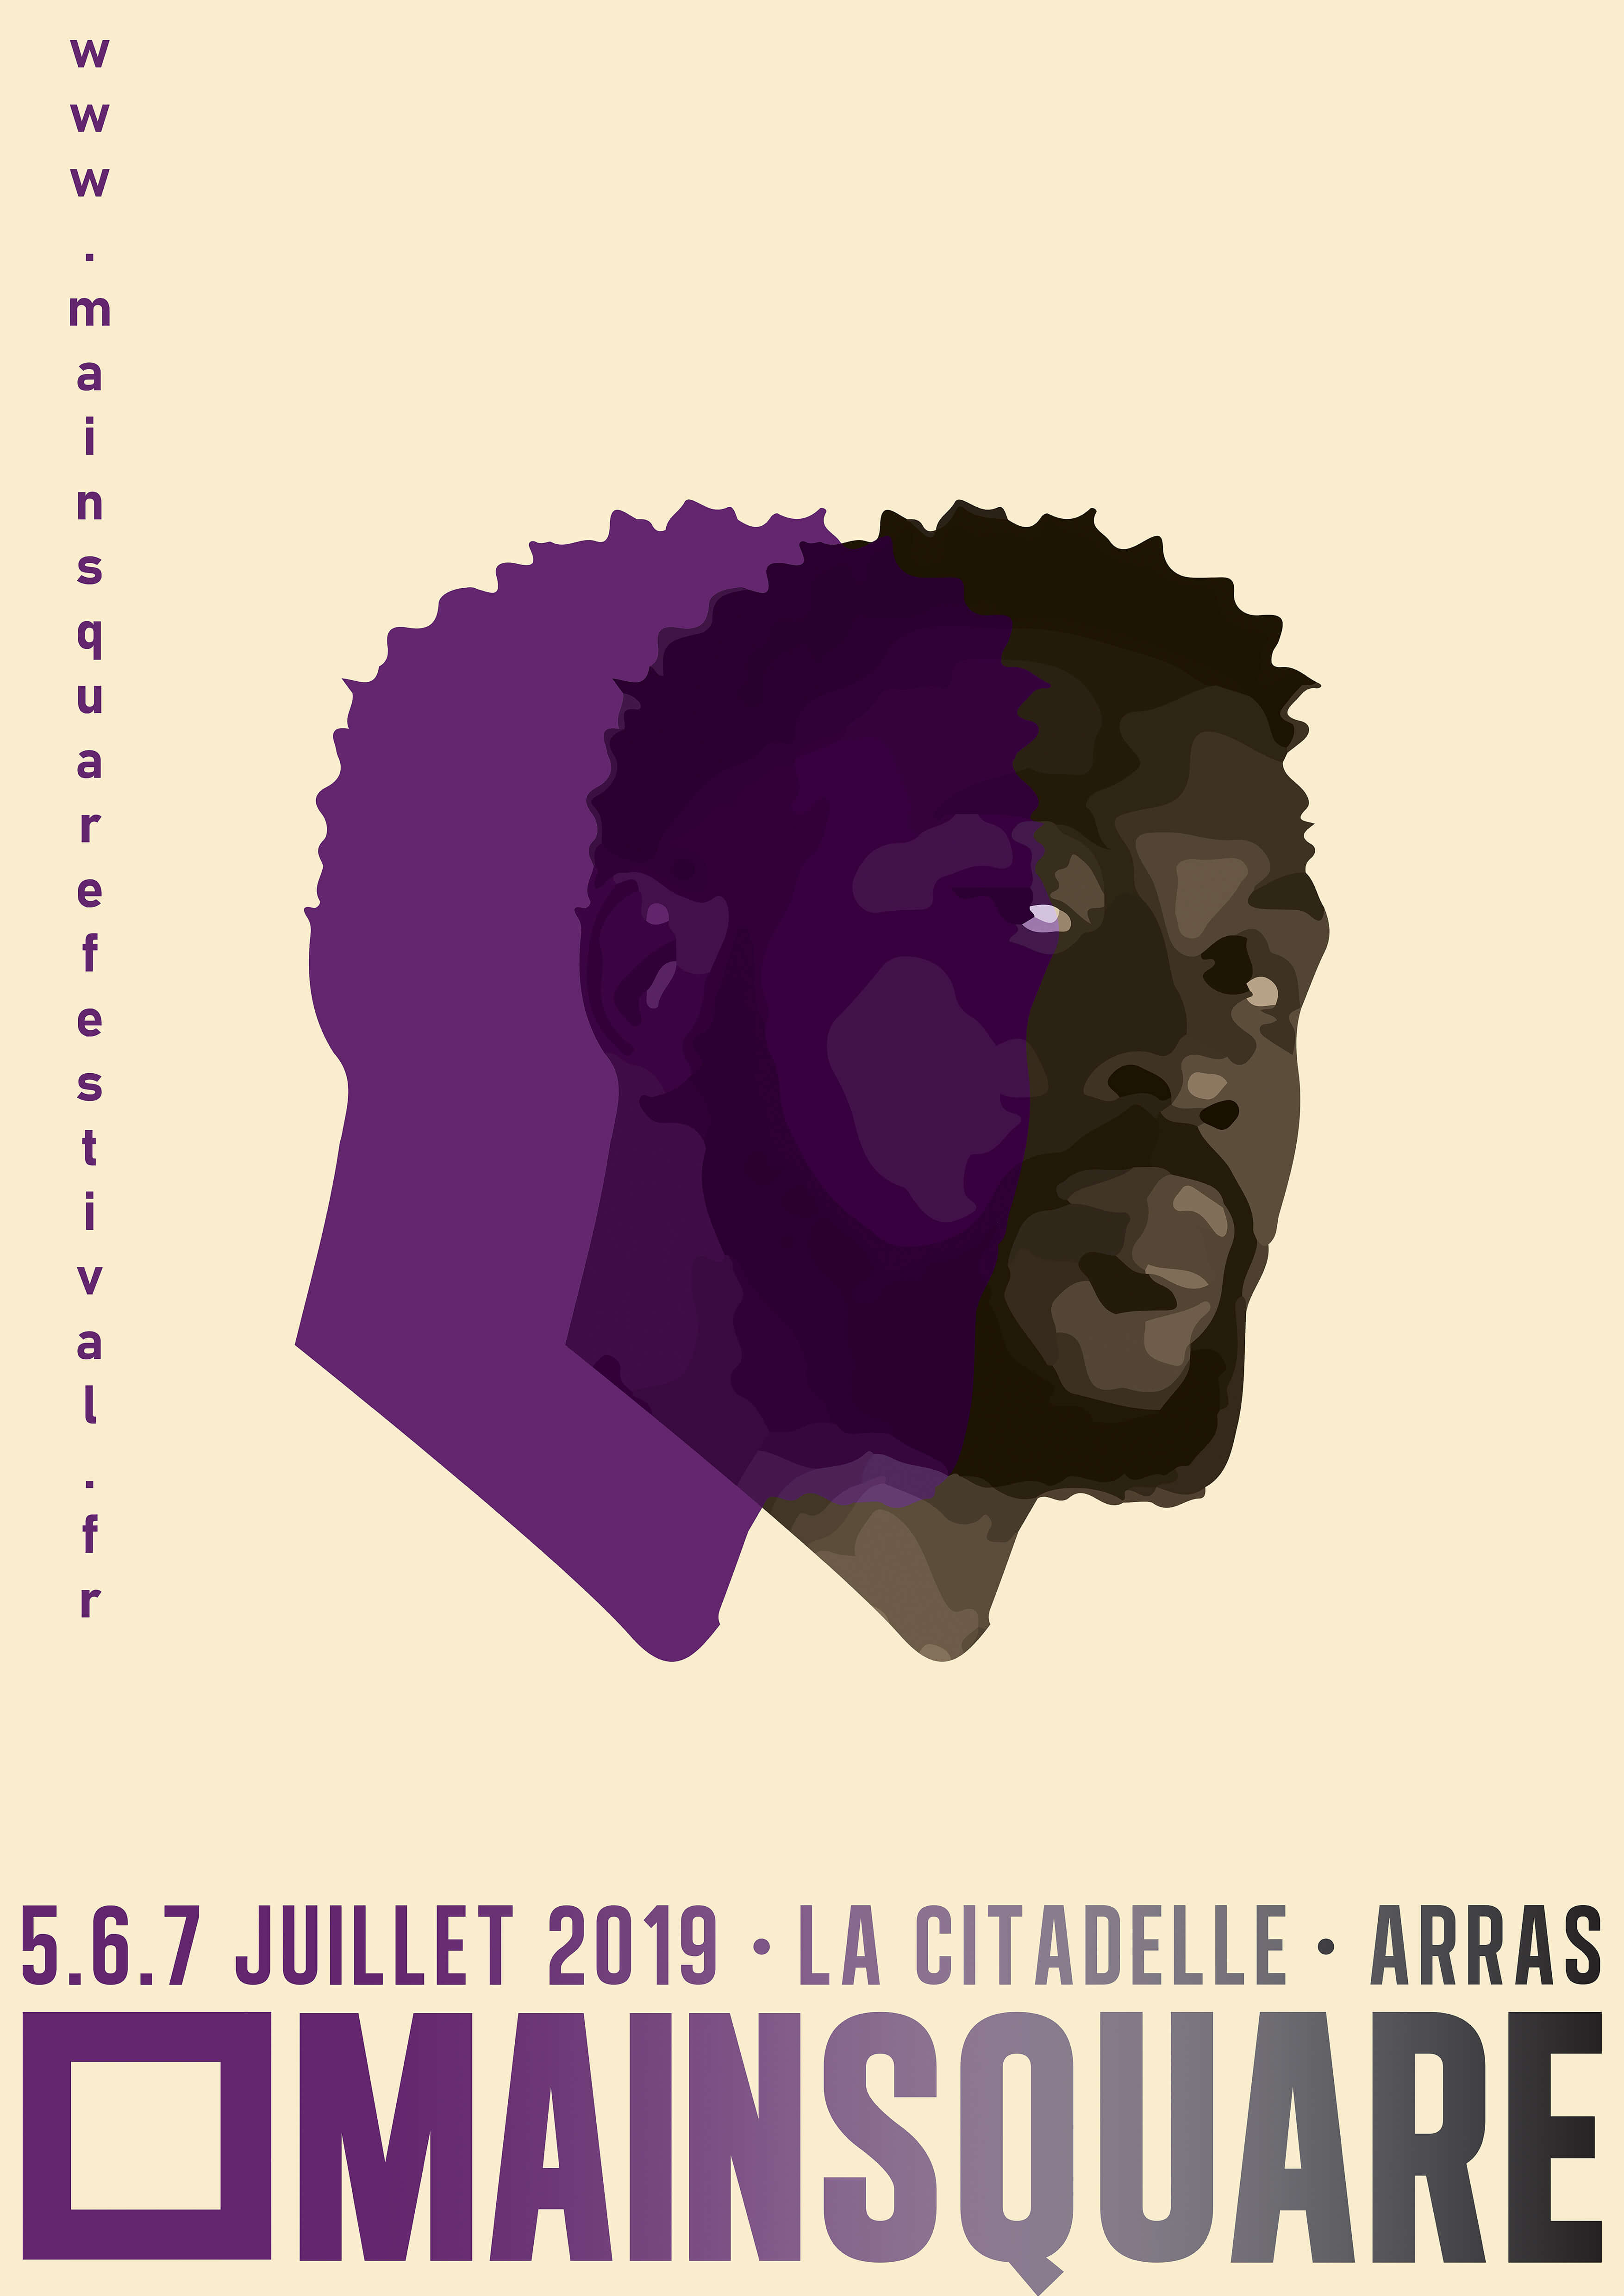 www.mainsquarefestival.fr
5.6.7 JUILLET 2019 · LA CITADELLE · ARRAS
MAINSQUARE